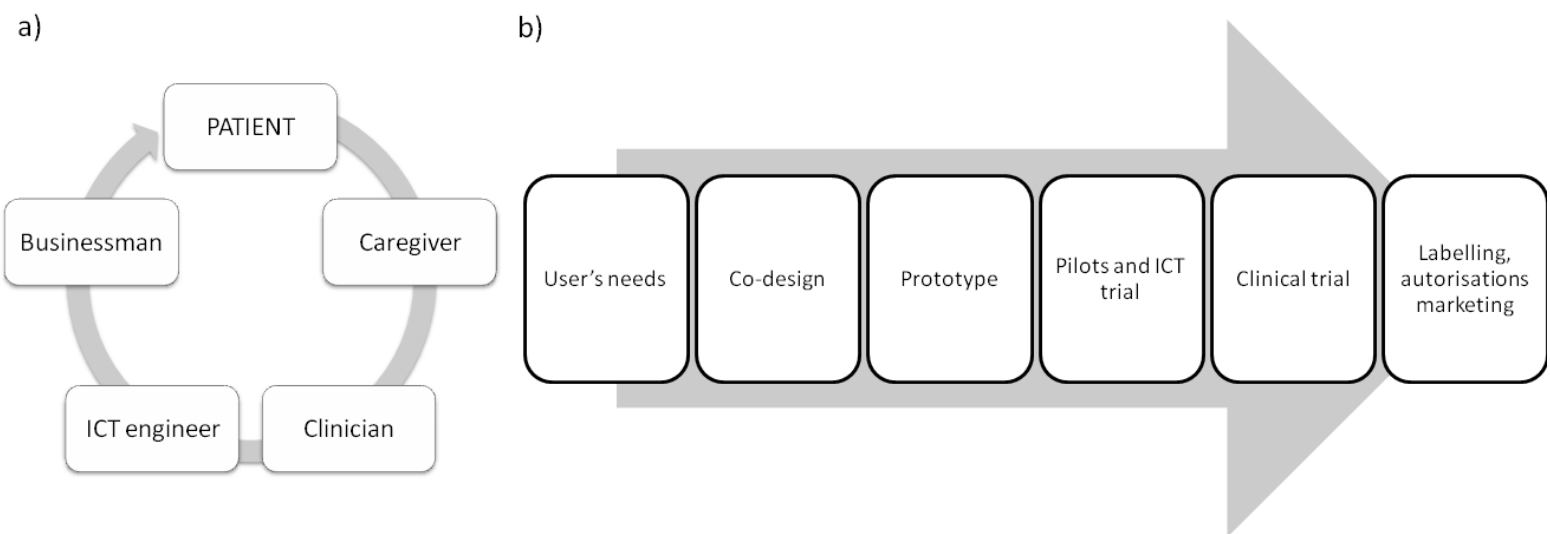 a)
PATIENT
Businessman
Caregiver
ICT engineer
Clinician
b)
User's needs
Co-design
Prototype
Pilots and ICT
trial
Clinical trial
Labelling,
autorisations
marketing